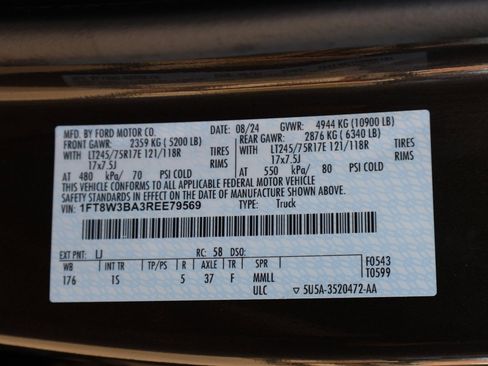 MFD. BY FORD MOTOR CO.
08/24 GVWR: 4944 KG (10900 LB)
FRONT GAWR: 2359 KG ( 5200 LB) REAR GAWR: 2876 KG ( 6340 LB)
WITH LT245/75R17E 121/118R TIRES WITH LT245/75R17E 121/118R TIRES
17x7.5J RIMS 17x7.5J RIMS
AT 480 kPa/ 70 PSI COLD AT 550 kPa/ 80 PSI COLD
THIS VEHICLE CONFORMS TO ALL APPLICABLE FEDERAL MOTOR VEHICLE
SAFETY STANDARDS IN EFFECT ON THE DATE OF MANUFACTURE SHOWN ABOVE.
VIN: 1FT8W3BA3REE79569 TYPE: Truck
EXT PNT: UJ RC: 58 DSO: F0543
WB INT TR TP/PS R AXLE TR SPR T0599
176 1S 5 37 F MMLL
ULC ▽ 5U5A-3520472-AA